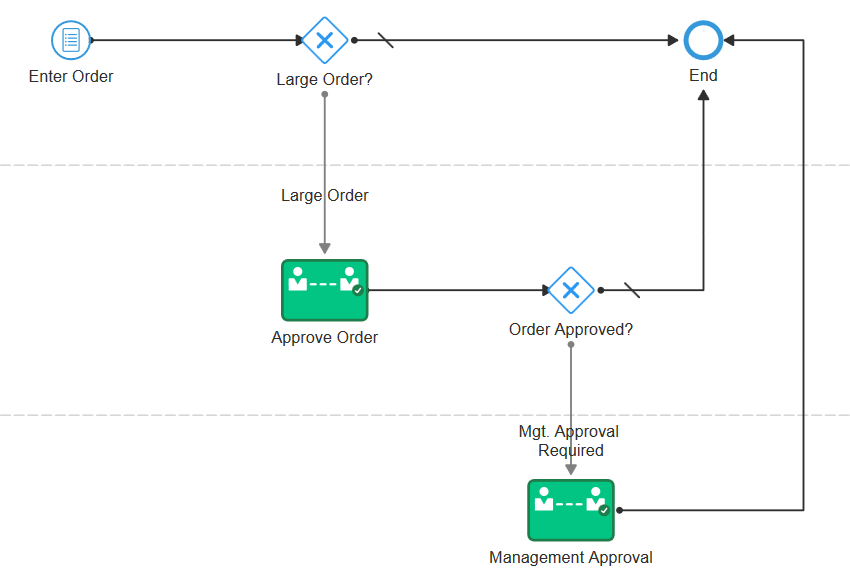 Enter Order
Large Order?
End
Large Order
Approve Order
Order Approved?
Mgt. Approval
Required
Management Approval